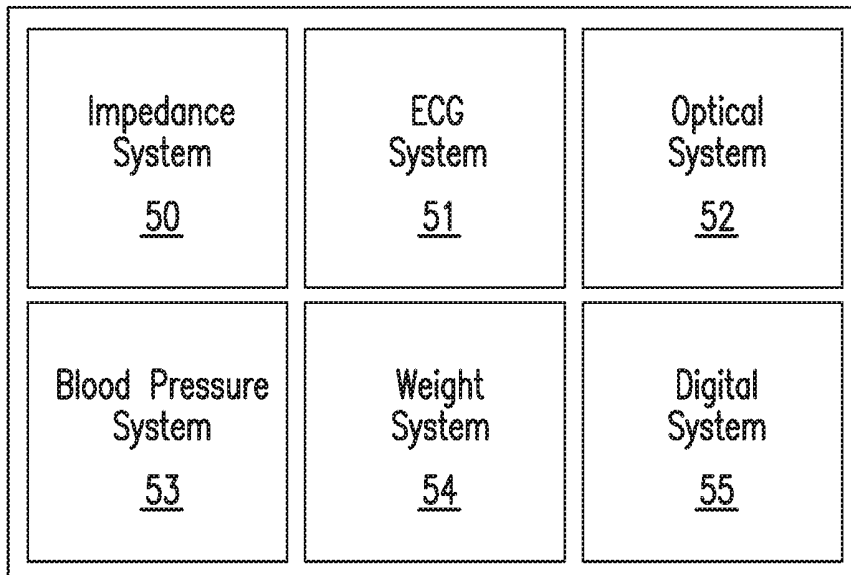 Impedance
System
50
ECG
System
51
Optical
System
52
Blood Pressure
System
53
Weight
System
54
Digital
System
55